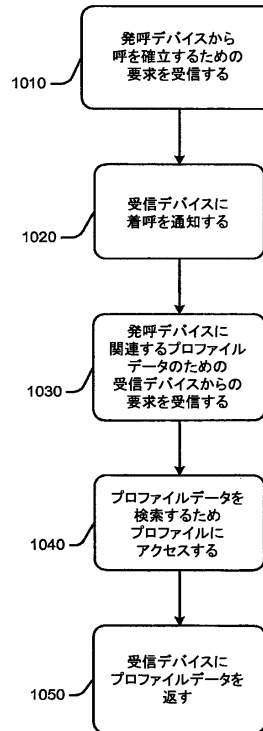 発呼デバイスから
呼を確立するための
要求を受信する
1010
受信デバイスに
着呼を通知する
1020
発呼デバイスに
関連するプロファイル
データのための
受信デバイスからの
要求を受信する
1030
プロファイルデータを
検索するため
プロファイルに
アクセスする
1040
受信デバイスに
プロファイルデータを
返す
1050